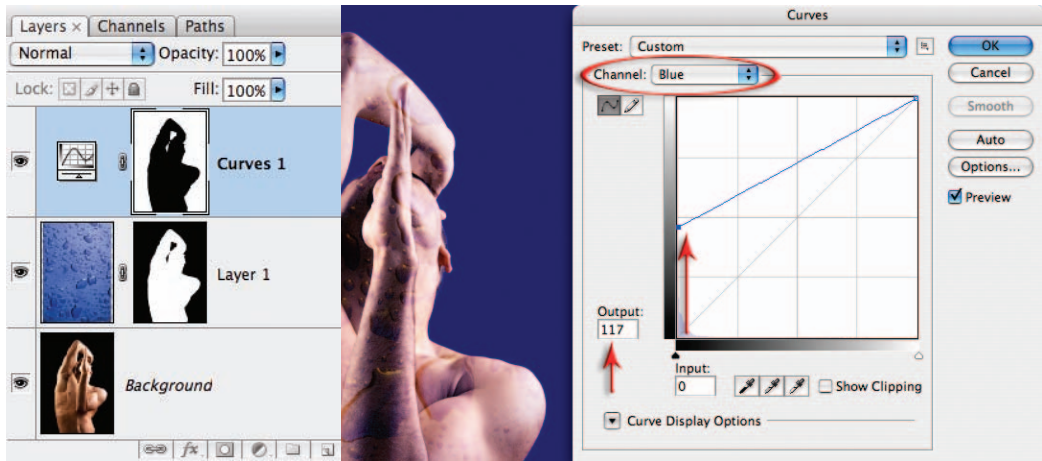 Layers × Channels Paths
Normal Opacity: 100%
Lock: Fill: 100%
Curves 1
Layer 1
Background
fx.
Curves
Preset: Custom
OK
Channel: Blue
Cancel
Smooth
Auto
Options...
Preview
Output:
117
Input:
0
Show Clipping
Curve Display Options